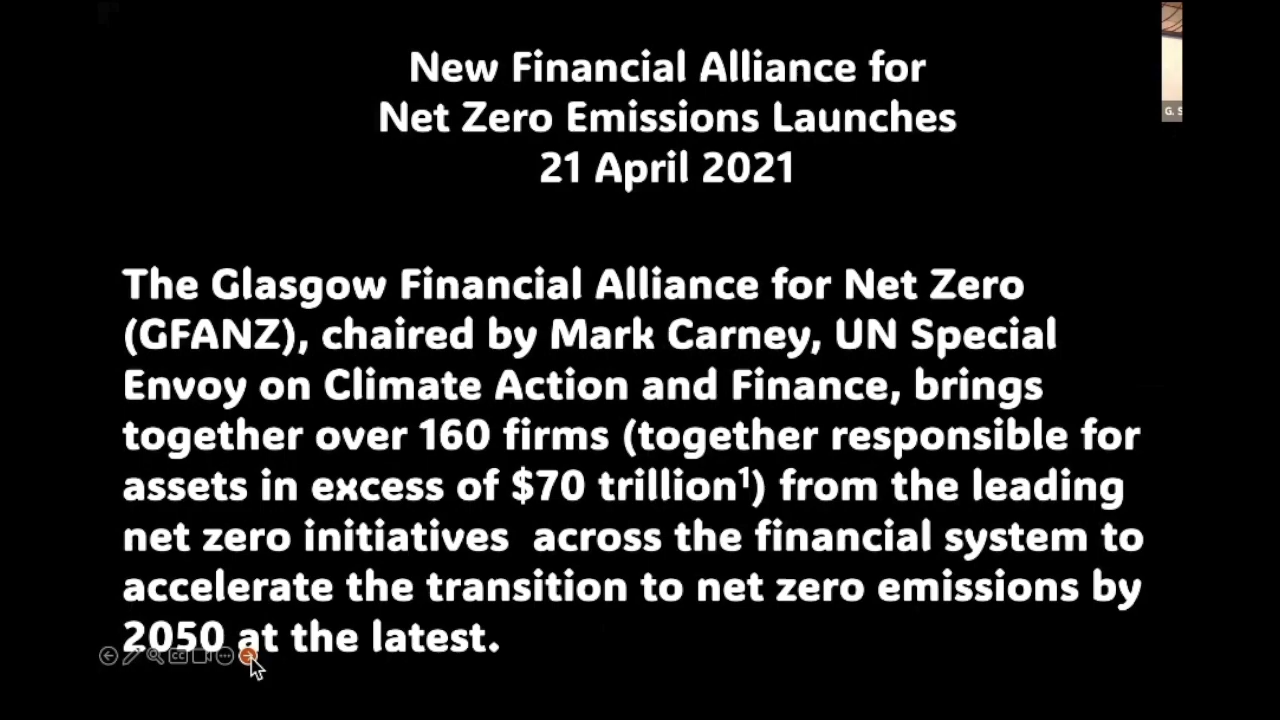 New Financial Alliance for
Net Zero Emissions Launches
21 April 2021
The Glasgow Financial Alliance for Net Zero
(GFANZ), chaired by Mark Carney, UN Special
Envoy on Climate Action and Finance, brings
together over 160 firms (together responsible for
assets in excess of $70 trillion¹) from the leading
net zero initiatives  across the financial system to
accelerate the transition to net zero emissions by
2050 at the latest.
G. S
CC